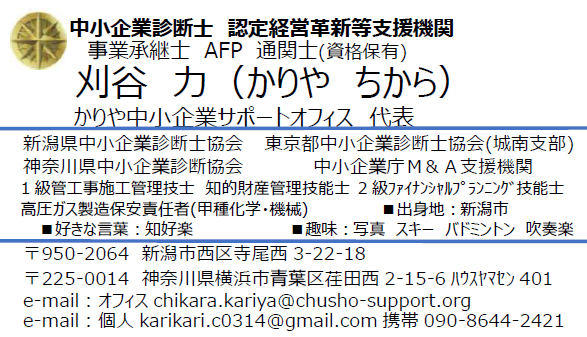 中小企業診断士 認定経営革新等支援機関
事業承継士 AFP 通関士(資格保有)
刈谷 力（かりや ちから）
かりや中小企業サポートオフィス 代表
新潟県中小企業診断士協会 東京都中小企業診断士協会(城南支部)
神奈川県中小企業診断協会 中小企業庁M＆A支援機関
１級管工事施工管理技士 知的財産管理技能士 ２級ﾌｧｲﾅﾝｼｬﾙﾌﾟﾗﾝﾆﾝｸﾞ技能士
高圧ガス製造保安責任者(甲種化学・機械) ■出身地：新潟市
■好きな言葉：知好楽 ■趣味：写真 スキー バドミントン 吹奏楽
〒950-2064 新潟市西区寺尾西 3-22-18
〒225-0014 神奈川県横浜市青葉区荏田西 2-15-6 ﾊｳｽヤマセン 401
e-mail：オフィス chikara.kariya@chusho-support.org
e-mail：個人 karikari.c0314@gmail.com 携帯 090-8644-2421